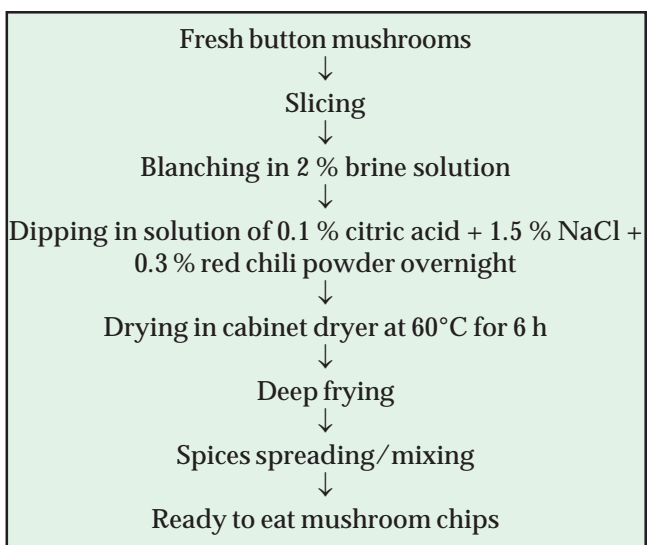 Fresh button mushrooms
↓
Slicing
↓
Blanching in 2 % brine solution
↓
Dipping in solution of 0.1 % citric acid + 1.5 % NaCl +
0.3 % red chili powder overnight
↓
Drying in cabinet dryer at 60°C for 6 h
↓
Deep frying
↓
Spices spreading/mixing
↓
Ready to eat mushroom chips